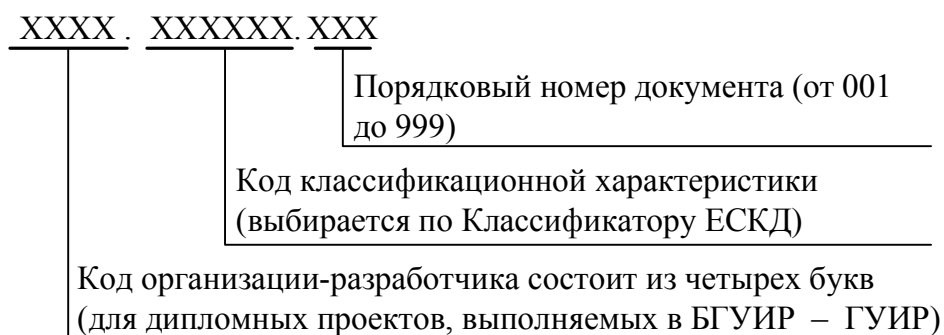 XXXX . XXXXXX. XXX
Порядковый номер документа (от 001
до 999)
Код классификационной характеристики
(выбирается по Классификатору ЕСКД)
Код организации-разработчика состоит из четырех букв
(для дипломных проектов, выполняемых в БГУИР – ГУИР)